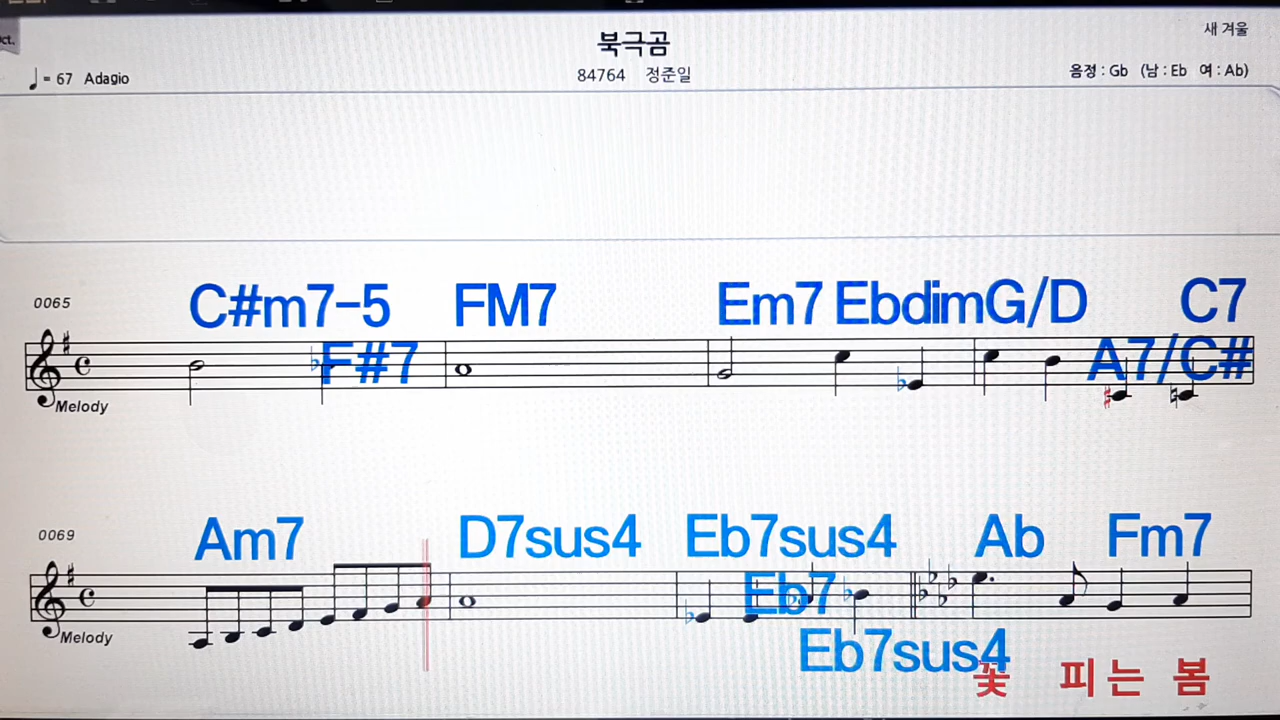 ct.
북극곰
새 겨울
= 67 Adagio
84764 정준일
음정 : Gb (남 : Eb 여 : Ab)
0065
C#m7-5 FM7 Em7 Ebdim G/D C7
F#7 A7/C#
Melody
0069
Am7 D7sus4 Eb7sus4 Ab Fm7
Eb7
Melody
Eb7sus4
꽃 피 는 봄